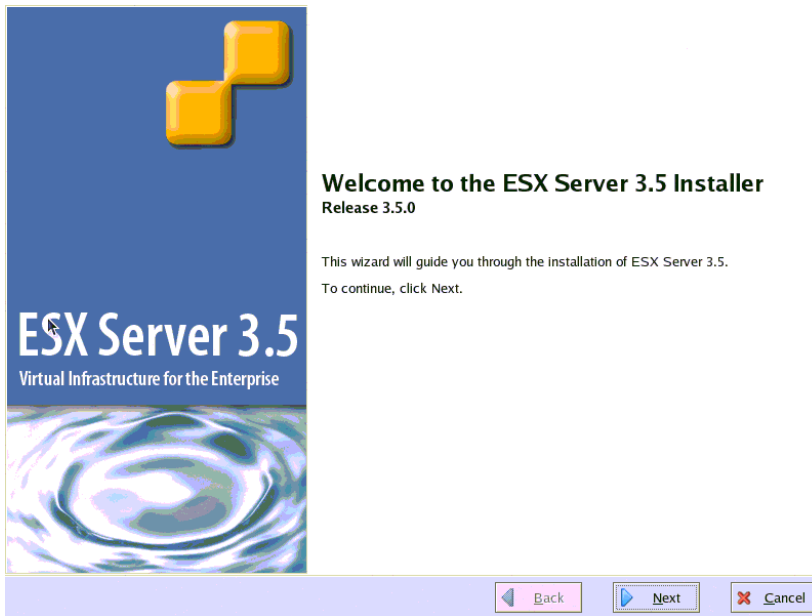 ESX Server 3.5
Virtual Infrastructure for the Enterprise
Welcome to the ESX Server 3.5 Installer
Release 3.5.0
This wizard will guide you through the installation of ESX Server 3.5.
To continue, click Next.
Back
Next
Cancel